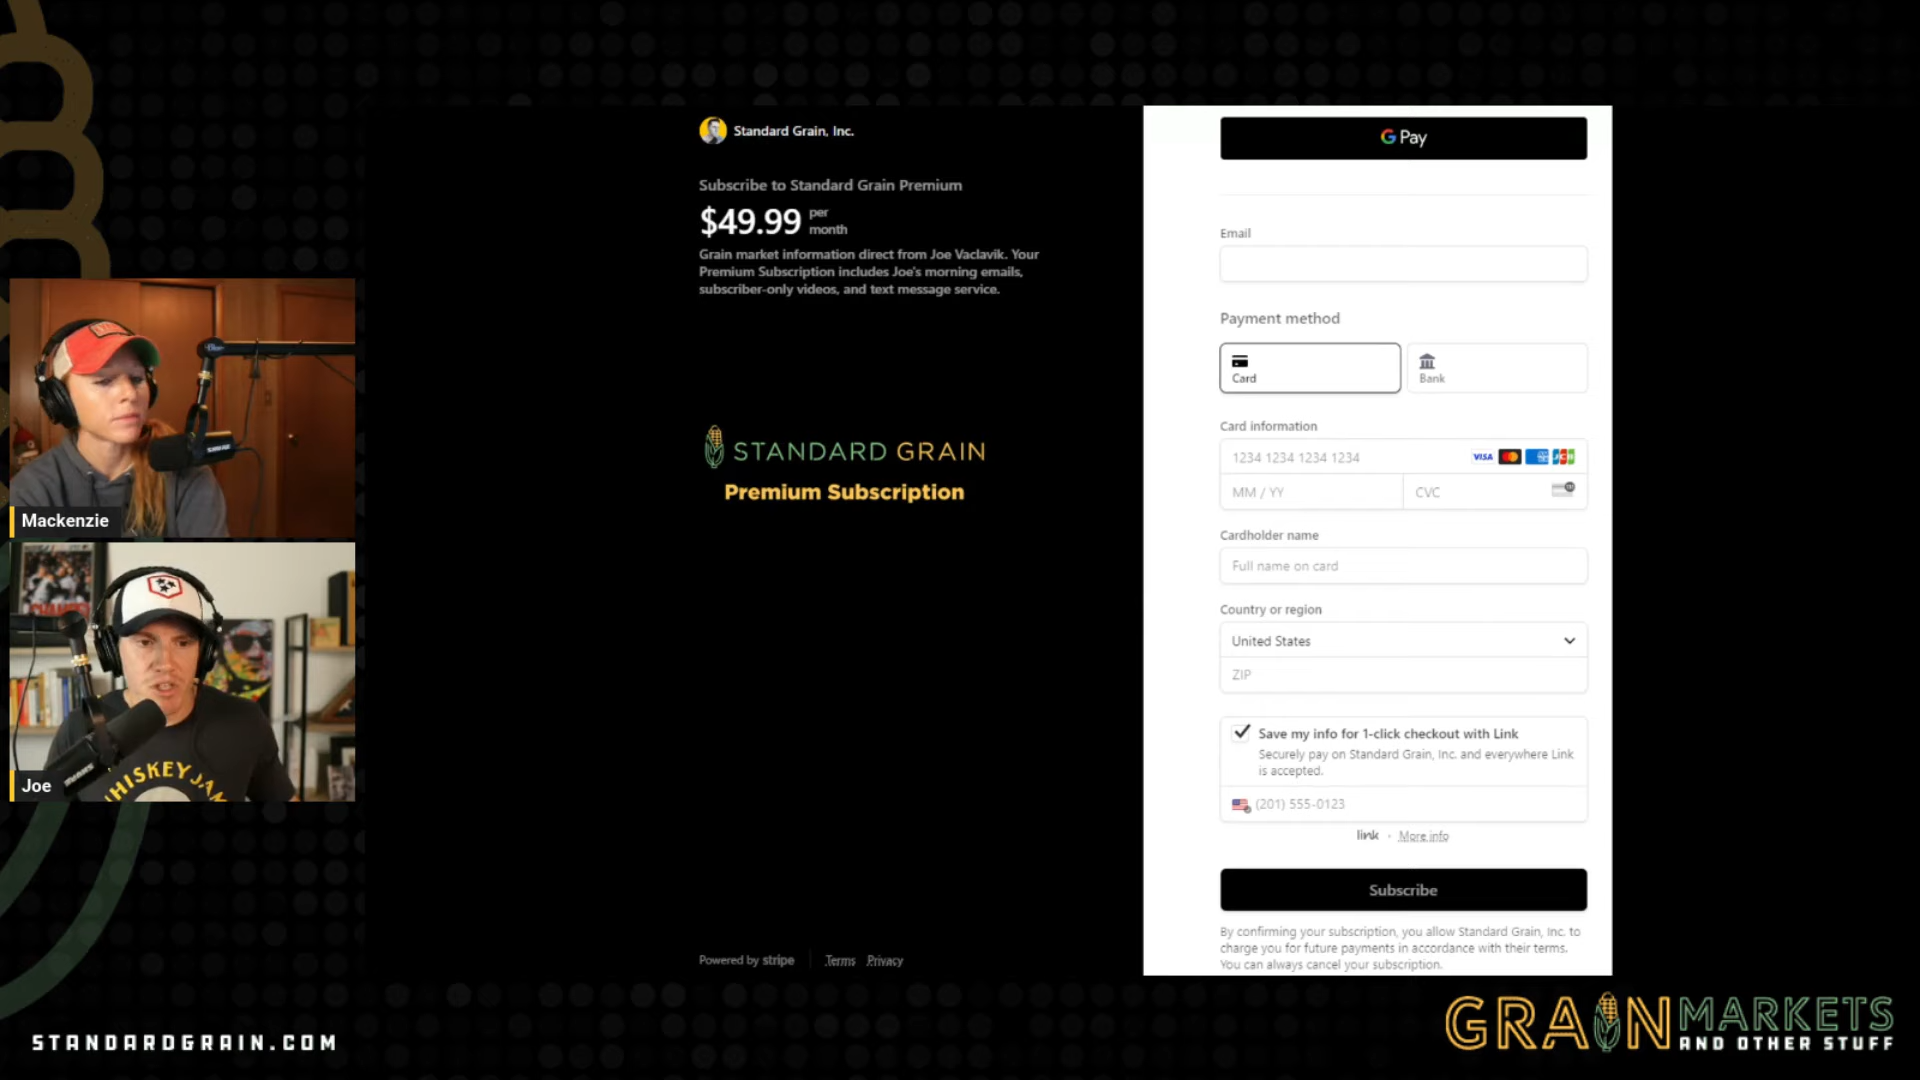 Standard Grain, Inc.
Subscribe to Standard Grain Premium
$49.99 per
month
Grain market information direct from Joe Vaclavik. Your
Premium Subscription includes Joe's morning emails,
subscriber-only videos, and text message service.
STANDARD GRAIN
Premium Subscription
Powered by stripe
Terms Privacy
G Pay
Email
Payment method
Card
Bank
Card information
1234 1234 1234 1234
VISA
MM / YY
CVC
Cardholder name
Full name on card
Country or region
United States
ZIP
Save my info for 1-click checkout with Link
Securely pay on Standard Grain, Inc. and everywhere Link
is accepted.
(201) 555-0123
link · More info
Subscribe
By confirming your subscription, you allow Standard Grain, Inc. to
charge you for future payments in accordance with their terms.
You can always cancel your subscription.
Mackenzie
Joe
STANDARDGRAIN.COM
GRAIN MARKETS
AND OTHER STUFF